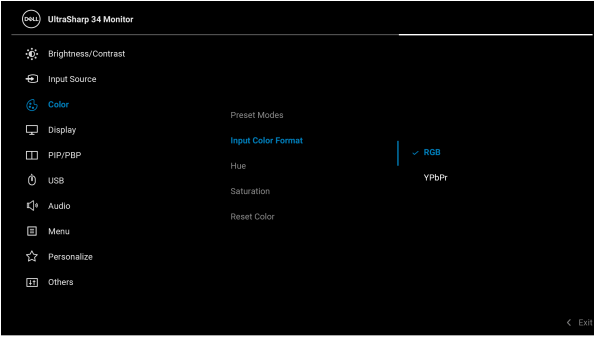 DELL UltraSharp 34 Monitor
Brightness/Contrast
Input Source
Color
Display
PIP/PBP
USB
Audio
Menu
Personalize
Others
Preset Modes
Input Color Format
Hue
Saturation
Reset Color
RGB
YPbPr
Exit